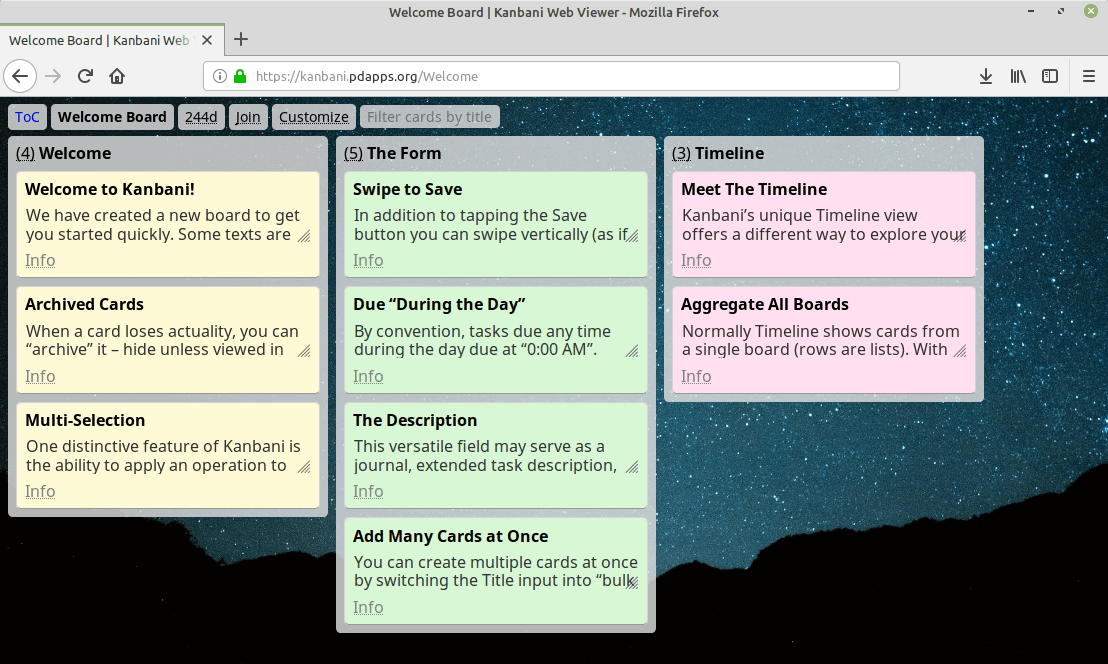 Welcome Board | Kanbani Web Viewer - Mozilla Firefox
Welcome Board | Kanbani Web
https://kanbani.pdapps.org/Welcome
ToC Welcome Board 244d Join Customize Filter cards by title
(4) Welcome
Welcome to Kanbani!
We have created a new board to get
you started quickly. Some texts are
Info
Archived Cards
When a card loses actuality, you can
“archive” it – hide unless viewed in
Info
Multi-Selection
One distinctive feature of Kanbani is
the ability to apply an operation to
Info
(5) The Form
Swipe to Save
In addition to tapping the Save
button you can swipe vertically (as if
Info
Due “During the Day”
By convention, tasks due any time
during the day due at “0:00 AM”.
Info
The Description
This versatile field may serve as a
journal, extended task description,
Info
Add Many Cards at Once
You can create multiple cards at once
by switching the Title input into “bulk
Info
(3) Timeline
Meet The Timeline
Kanbani’s unique Timeline view
offers a different way to explore your
Info
Aggregate All Boards
Normally Timeline shows cards from
a single board (rows are lists). With
Info